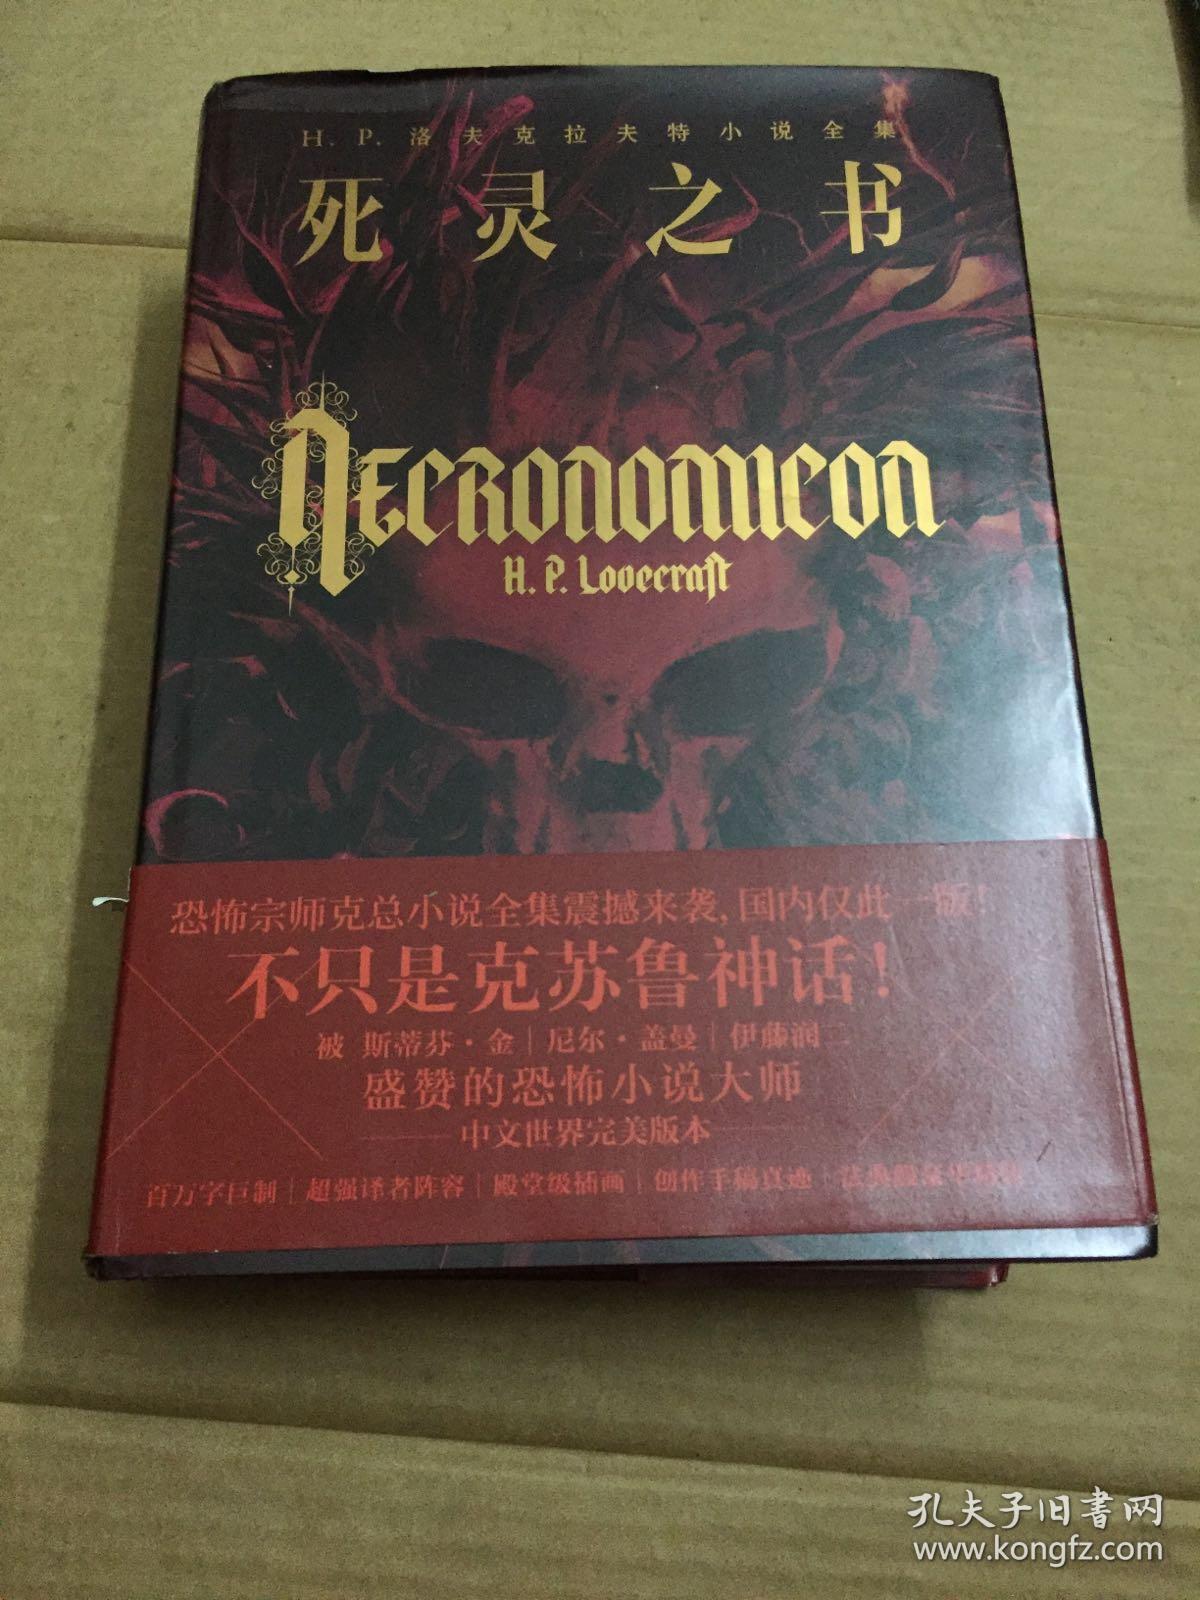 H. P. 洛夫克拉夫特小说全集
死灵之书
Necronomicon
H. P. Lovecraft
恐怖宗师克总小说全集震撼来袲,国内仅此一版!
不只是克苏鲁神话!
被 斯蒂芬·金|尼尔·盖曼|伊藤润二
盛赞的恐怖小说大师
中文世界完美版本
百万字巨制|超强译者阵容|殿堂级插画|创作手稿真迹|
孔夫子旧书网
www.kongfz.com